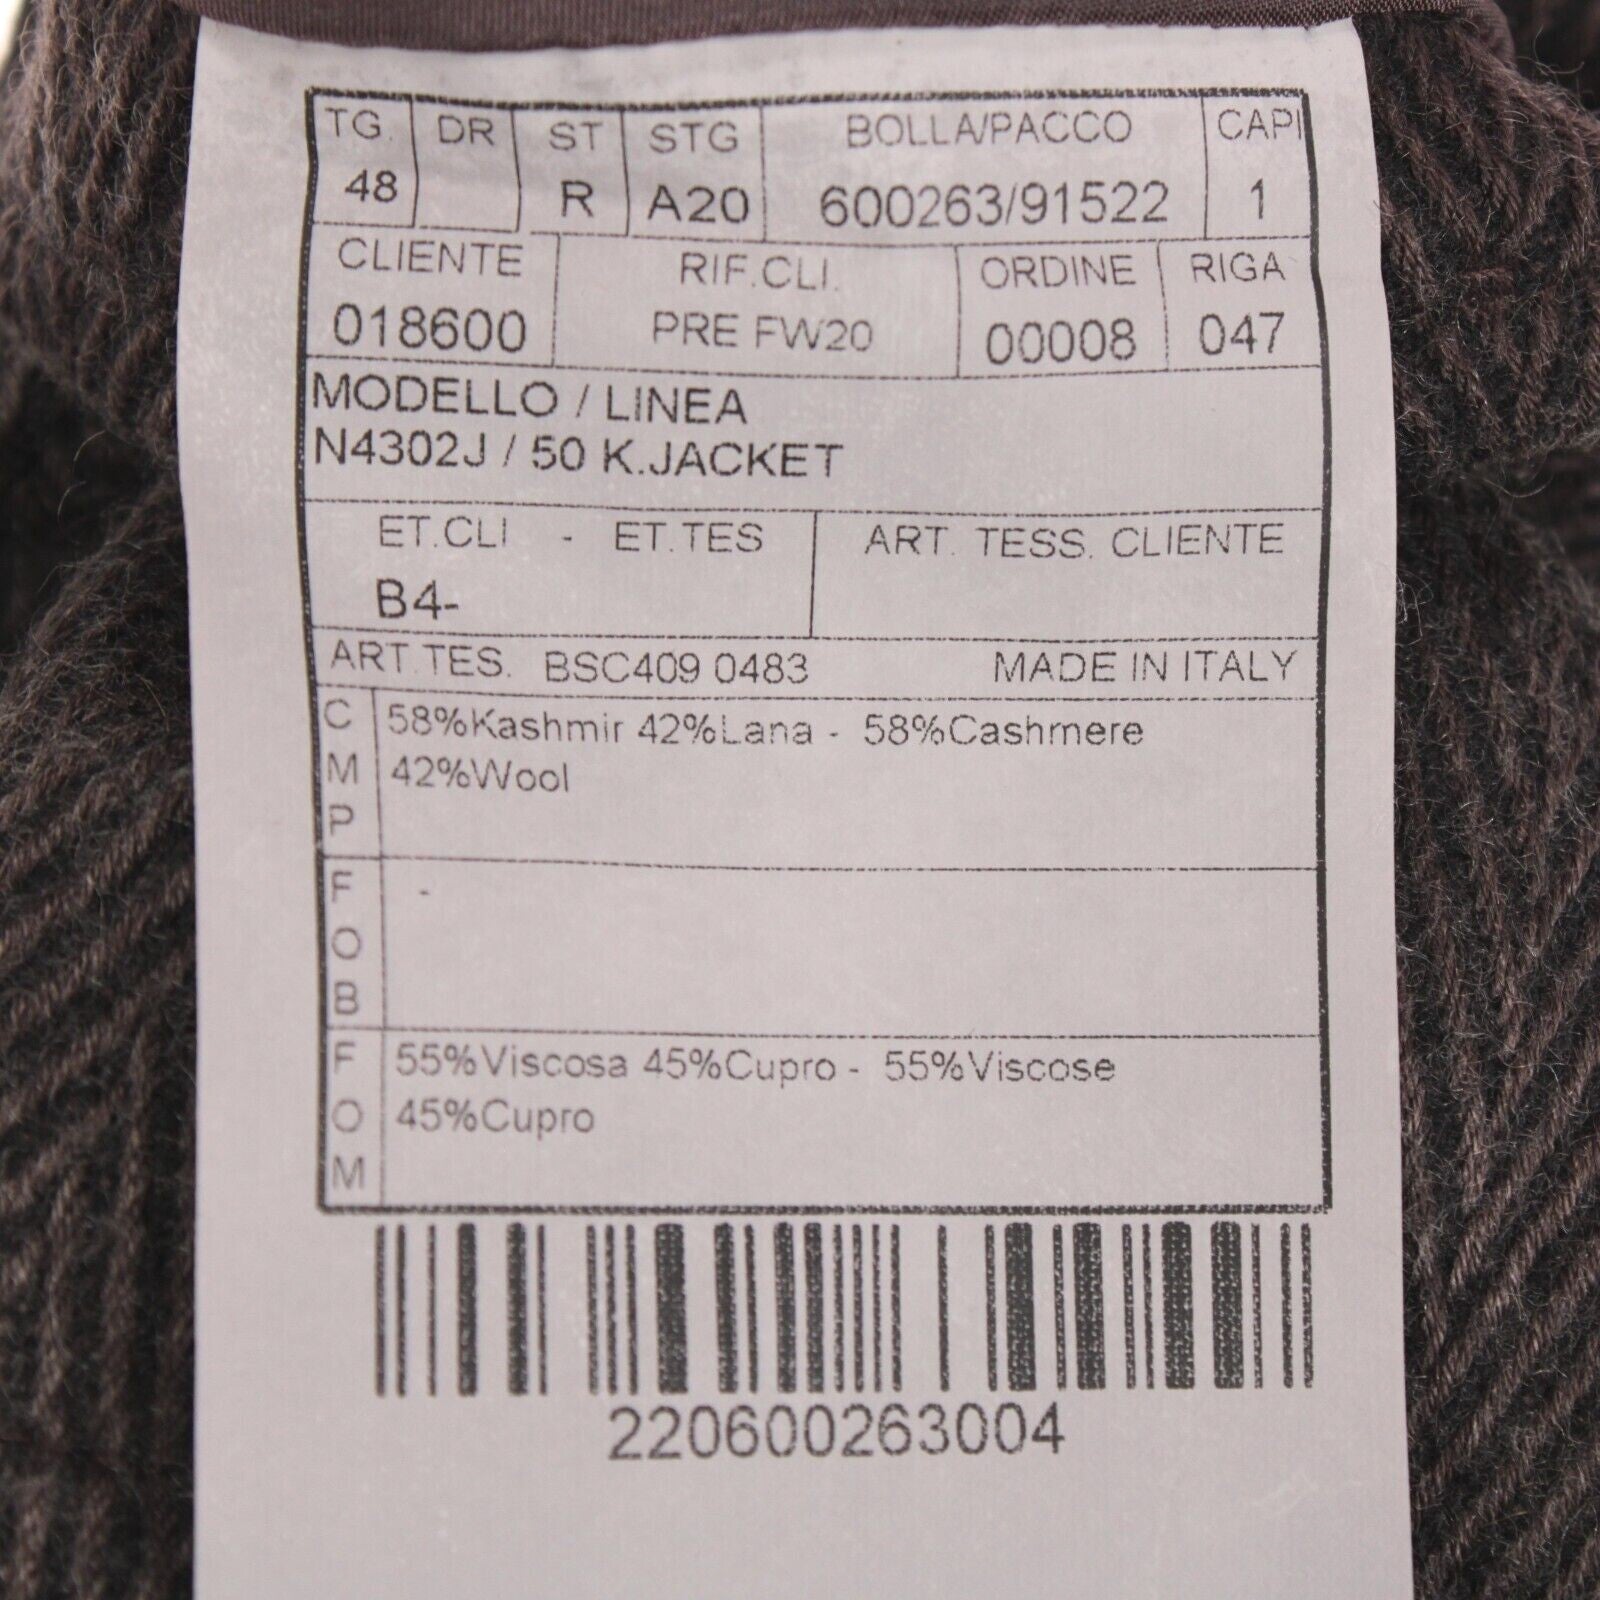 TG. DR ST STG BOLLA/PACCO CAPI
48 R A20 600263/91522 1
CLIENTE RIF.CLI. ORDINE RIGA
018600 PRE FW20 00008 047
MODELLO / LINEA
N4302J / 50 K.JACKET
ET.CLI - ET.TES ART. TESS. CLIENTE
B4-
ART.TES. BSC409 0483 MADE IN ITALY
CMP
58%Kashmir 42%Lana - 58%Cashmere
42%Wool
FOB
-
FOM
55%Viscosa 45%Cupro - 55%Viscose
45%Cupro
220600263004